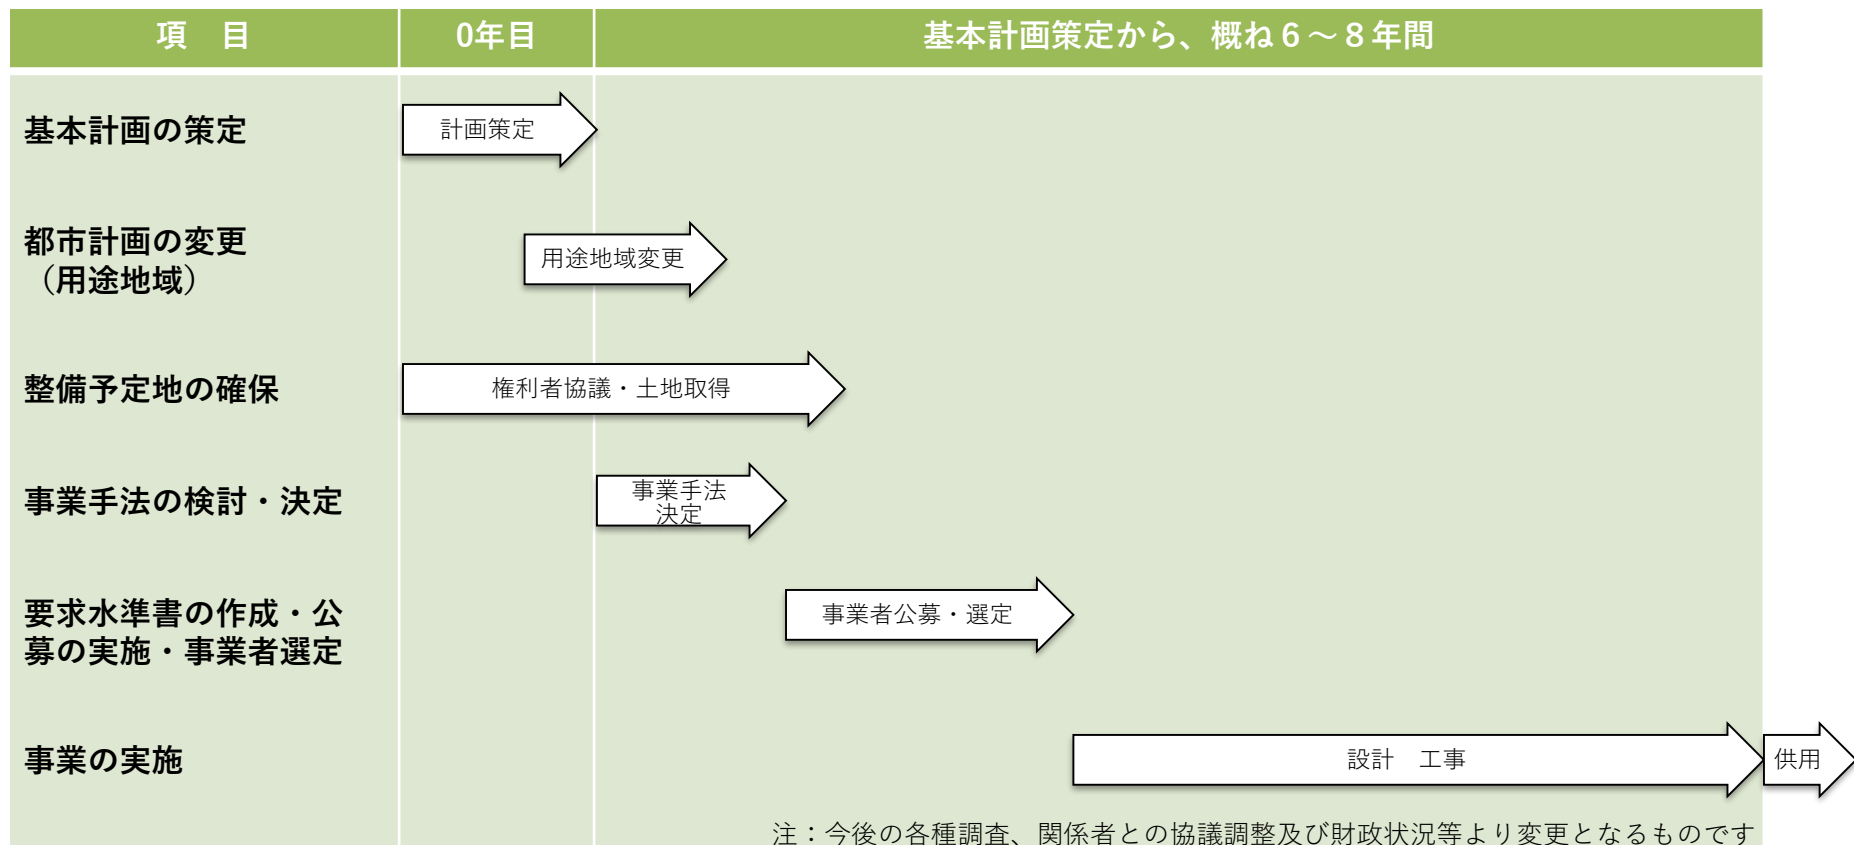 項　目
0年目
基本計画策定から、概ね６～８年間
基本計画の策定
計画策定
都市計画の変更
（用途地域）
用途地域変更
整備予定地の確保
権利者協議・土地取得
事業手法の検討・決定
事業手法
決定
要求水準書の作成・公
募の実施・事業者選定
事業者公募・選定
事業の実施
設計　工事
供用
注：今後の各種調査、関係者との協議調整及び財政状況等より変更となるものです